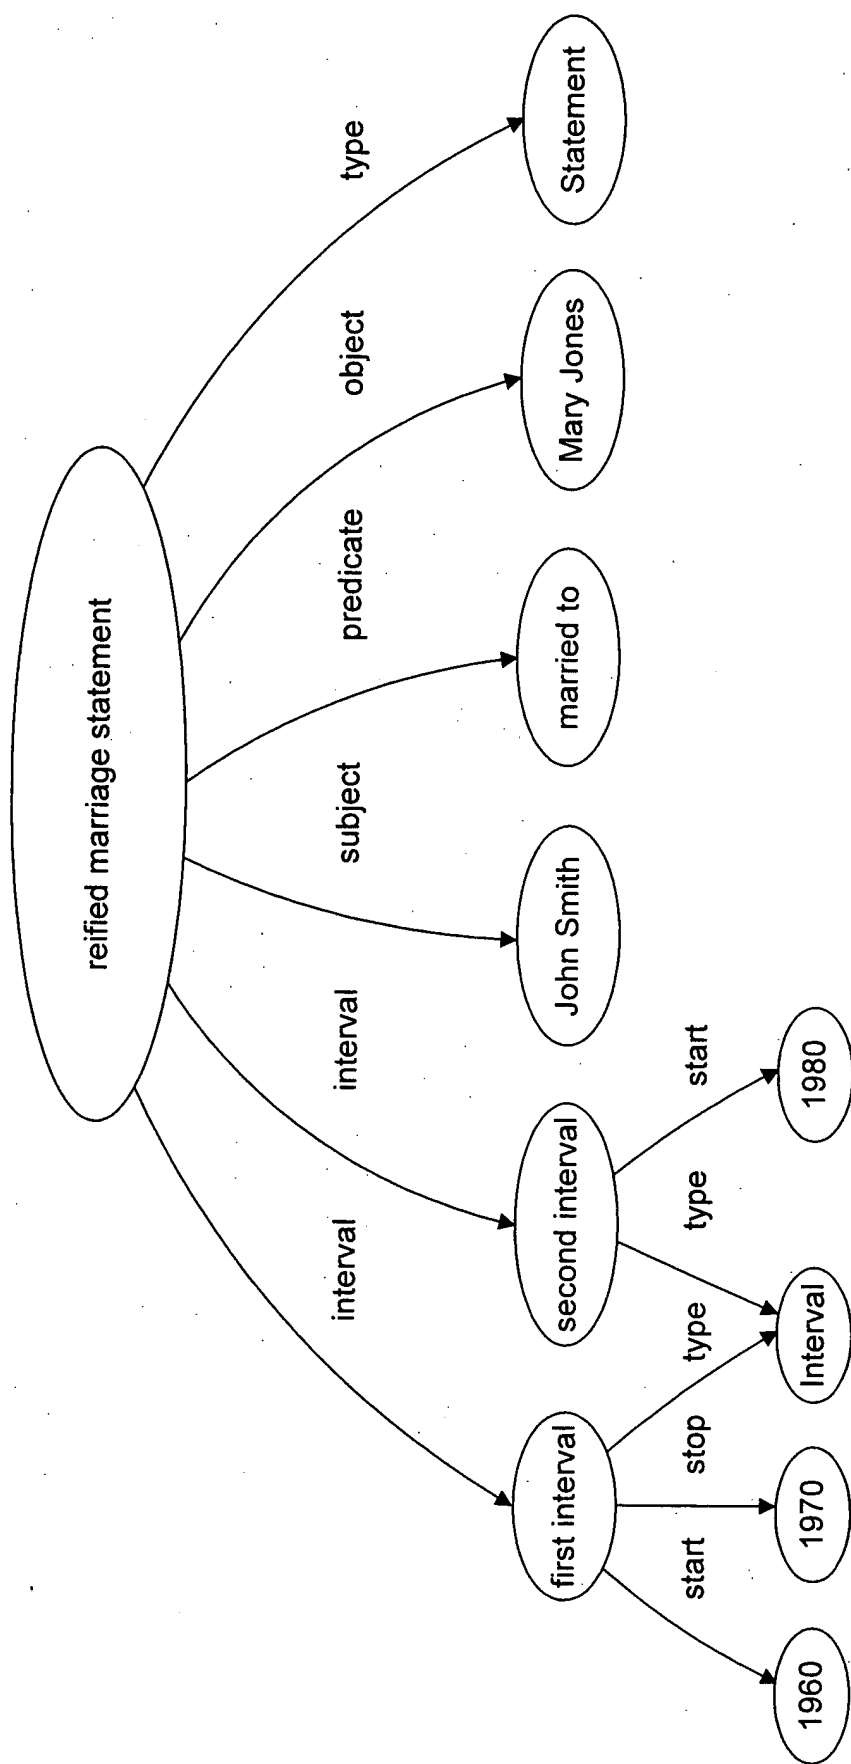 reified marriage statement
interval
interval
subject
predicate
object
type
first interval
second interval
John Smith
married to
Mary Jones
Statement
start
stop
type
type
start
1960
1970
Interval
1980